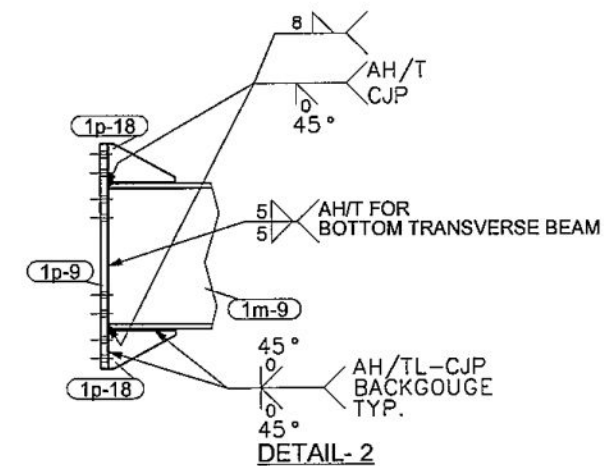 8
AH/T
CJP
0
45°
1p-18
5
5
AH/T FOR
BOTTOM TRANSVERSE BEAM
1p-9
1m-9
45°
0
0
45°
AH/TL-CJP
BACKGOUGE
TYP.
1p-18
DETAIL- 2